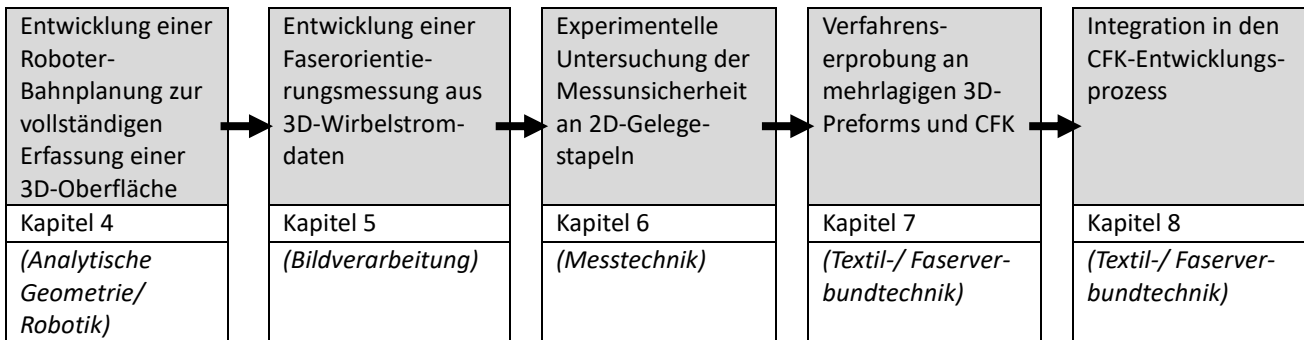 Entwicklung einer
Roboter-
Bahnplanung zur
vollständigen
Erfassung einer
3D-Oberfläche
Kapitel 4
(Analytische
Geometrie/
Robotik)
Entwicklung einer
Faserorientie-
rungsmessung aus
3D-Wirbelstrom-
daten
Kapitel 5
(Bildverarbeitung)
Experimentelle
Untersuchung der
Messunsicherheit
an 2D-Gelege-
stapeln
Kapitel 6
(Messtechnik)
Verfahrens-
erprobung an
mehrlagigen 3D-
Preforms und CFK
Kapitel 7
(Textil-/ Faserver-
bundtechnik)
Integration in den
CFK-Entwicklungs-
prozess
Kapitel 8
(Textil-/ Faserver-
bundtechnik)